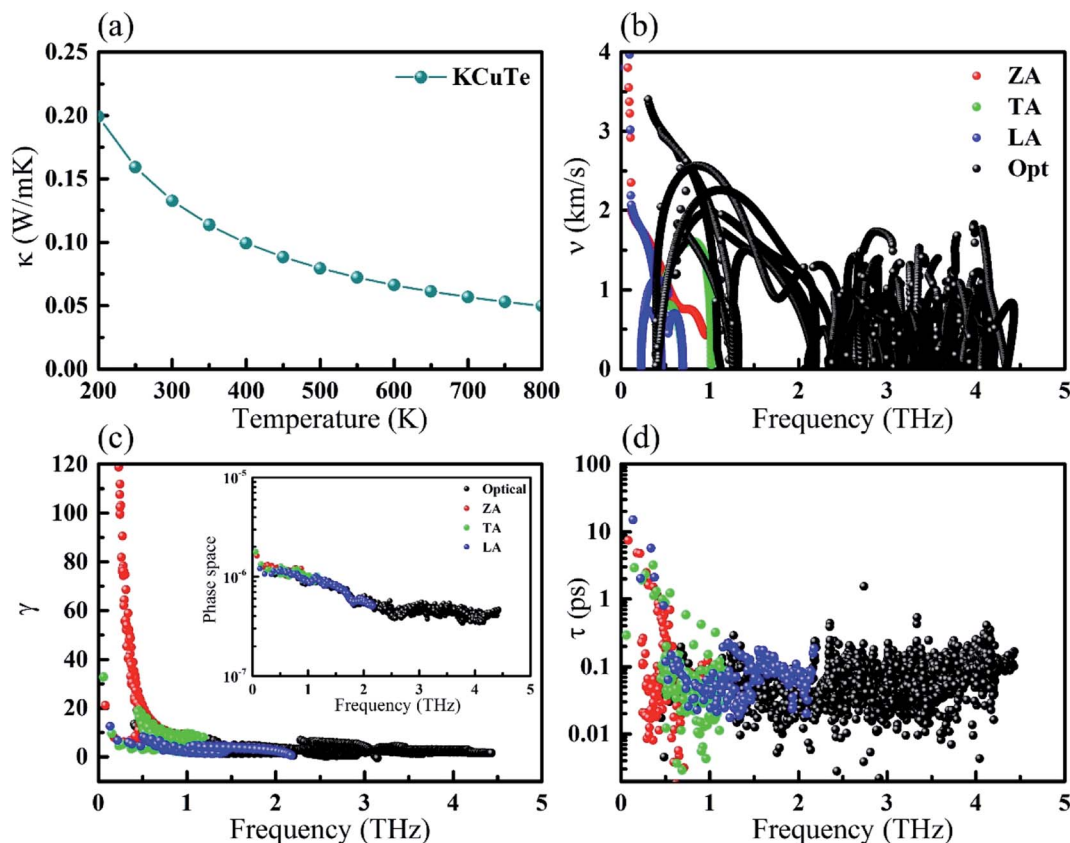 (a)
0.25
0.20
0.15
0.10
0.05
0.00
κ (W/mK)
KCuTe
200 300 400 500 600 700 800
Temperature (K)
(b)
4
3
2
1
0
ν (km/s)
ZA
TA
LA
Opt
0 1 2 3 4 5
Frequency (THz)
(c)
120
100
80
60
40
20
0
γ
10⁻⁵
10⁻⁶
10⁻⁷
Phase space
Optical
ZA
TA
LA
0 1 2 3 4 5
Frequency (THz)
0 1 2 3 4 5
Frequency (THz)
(d)
100
10
1
0.1
0.01
τ (ps)
0 1 2 3 4 5
Frequency (THz)